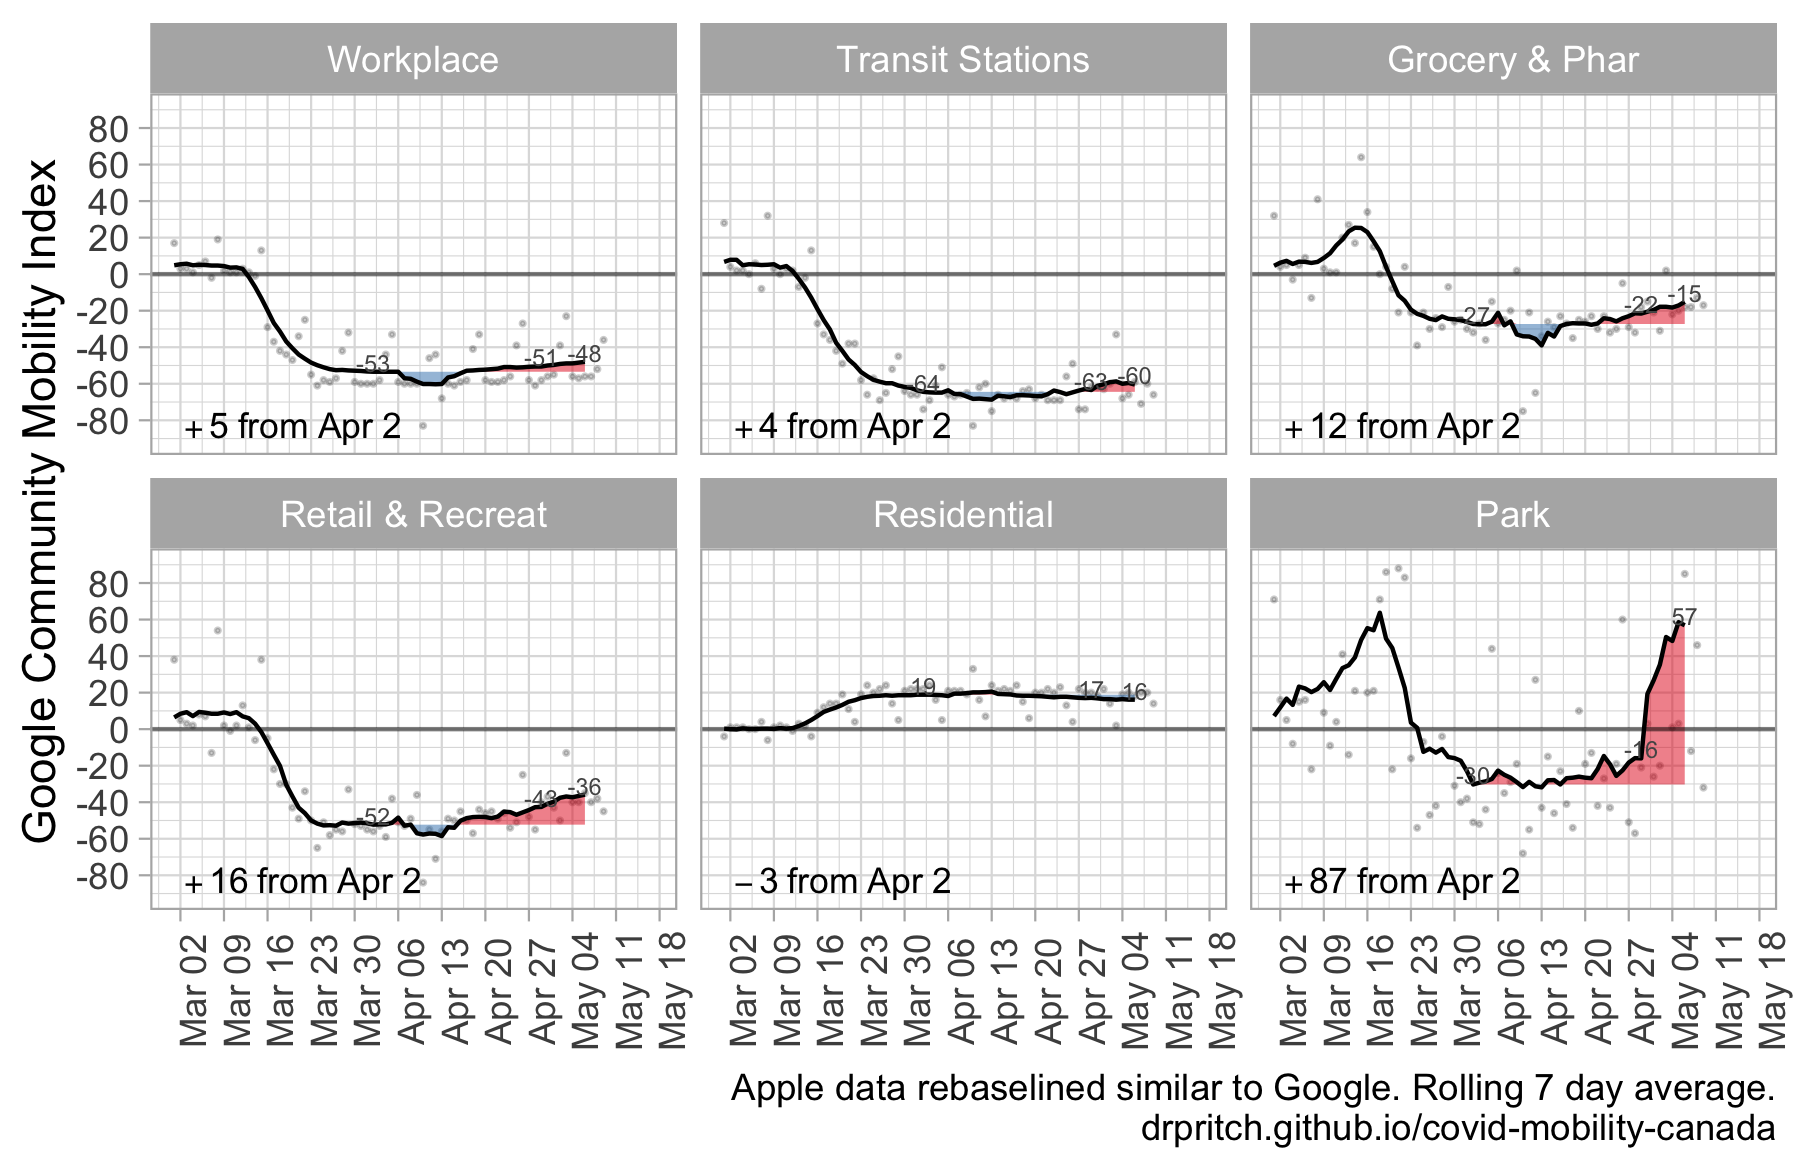 Workplace
Transit Stations
Grocery & Phar
Google Community Mobility Index
80
60
40
20
0
-20
-40
-60
-80
-53
-51
-48
+ 5 from Apr 2
-64
-63
-60
+ 4 from Apr 2
-27
-22
-15
+ 12 from Apr 2
Retail & Recreat
Residential
Park
80
60
40
20
0
-20
-40
-60
-80
-52
-43
-36
+ 16 from Apr 2
19
17
16
– 3 from Apr 2
-30
-16
57
+ 87 from Apr 2
Mar 02
Mar 09
Mar 16
Mar 23
Mar 30
Apr 06
Apr 13
Apr 20
Apr 27
May 04
May 11
May 18
Mar 02
Mar 09
Mar 16
Mar 23
Mar 30
Apr 06
Apr 13
Apr 20
Apr 27
May 04
May 11
May 18
Mar 02
Mar 09
Mar 16
Mar 23
Mar 30
Apr 06
Apr 13
Apr 20
Apr 27
May 04
May 11
May 18
Apple data rebaselined similar to Google. Rolling 7 day average.
drpritch.github.io/covid-mobility-canada